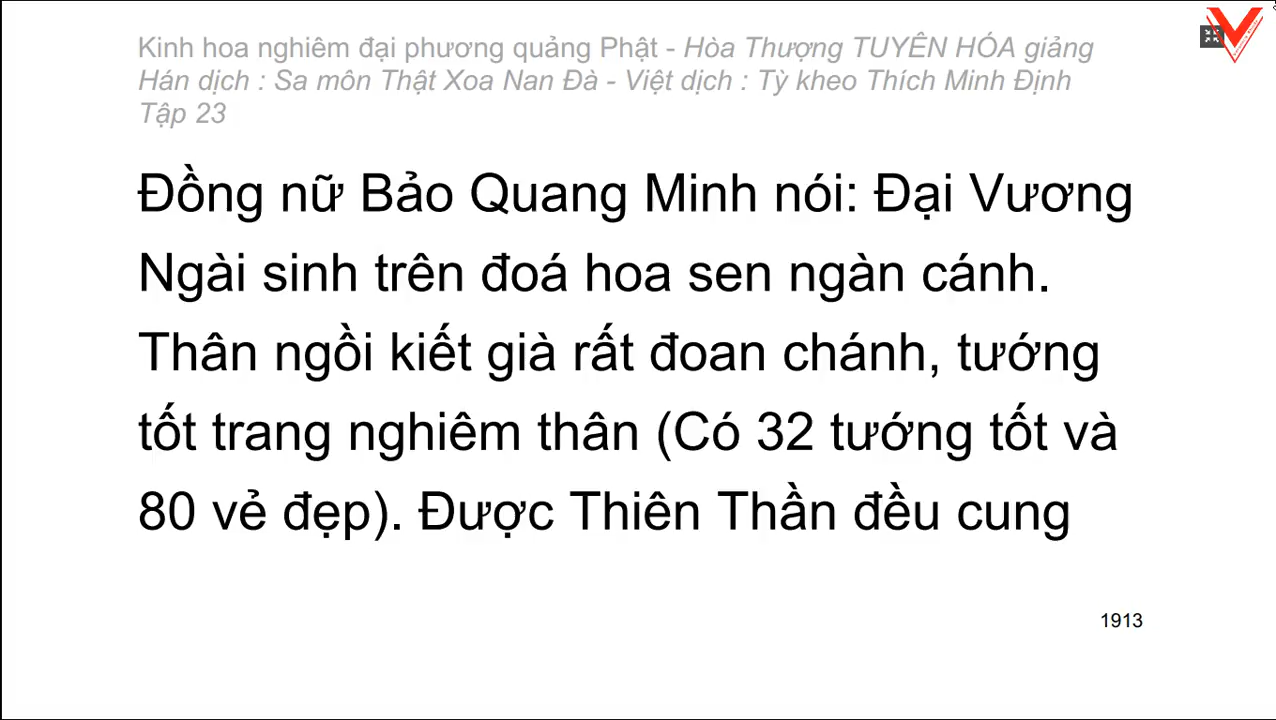 Kinh hoa nghiêm đại phương quảng Phật - Hòa Thượng TUYÊN HÓA giảng
Hán dịch : Sa môn Thật Xoa Nan Đà - Việt dịch : Tỳ kheo Thích Minh Định
Tập 23
Đồng nữ Bảo Quang Minh nói: Đại Vương
Ngài sinh trên đoá hoa sen ngàn cánh.
Thân ngồi kiết già rất đoan chánh, tướng
tốt trang nghiêm thân (Có 32 tướng tốt và
80 vẻ đẹp). Được Thiên Thần đều cung
1913